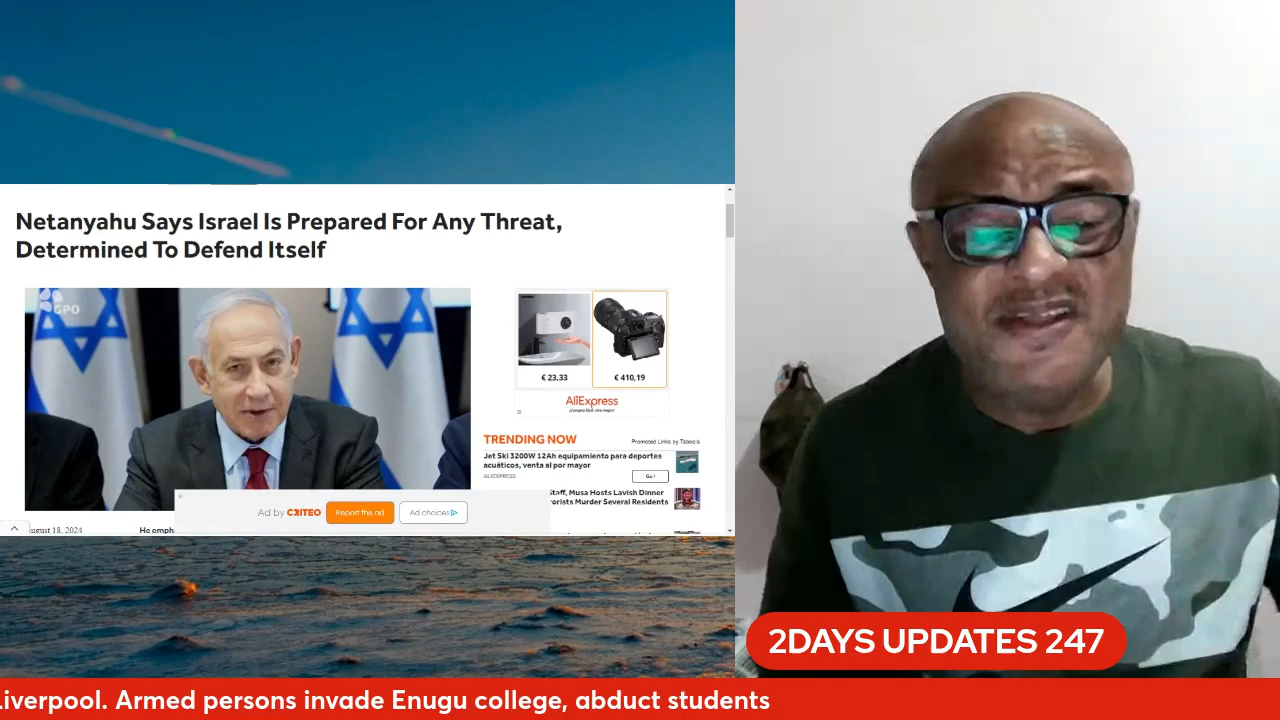 Netanyahu Says Israel Is Prepared For Any Threat,
Determined To Defend Itself
GPO
€ 23,33
€ 410,19
AliExpress
TRENDING NOW
Promoted Links by Taboola
Jet Ski 3200W 12Ah equipamiento para deportes
acuáticos, venta al por mayor
ALIEXPRESS
Go!
Staff, Musa Hosts Lavish Dinner
rorists Murder Several Residents
Ad by CRITEO
Report this ad
Ad choices
ugust 18, 2024
He emph
2DAYS UPDATES 247
Liverpool. Armed persons invade Enugu college, abduct students